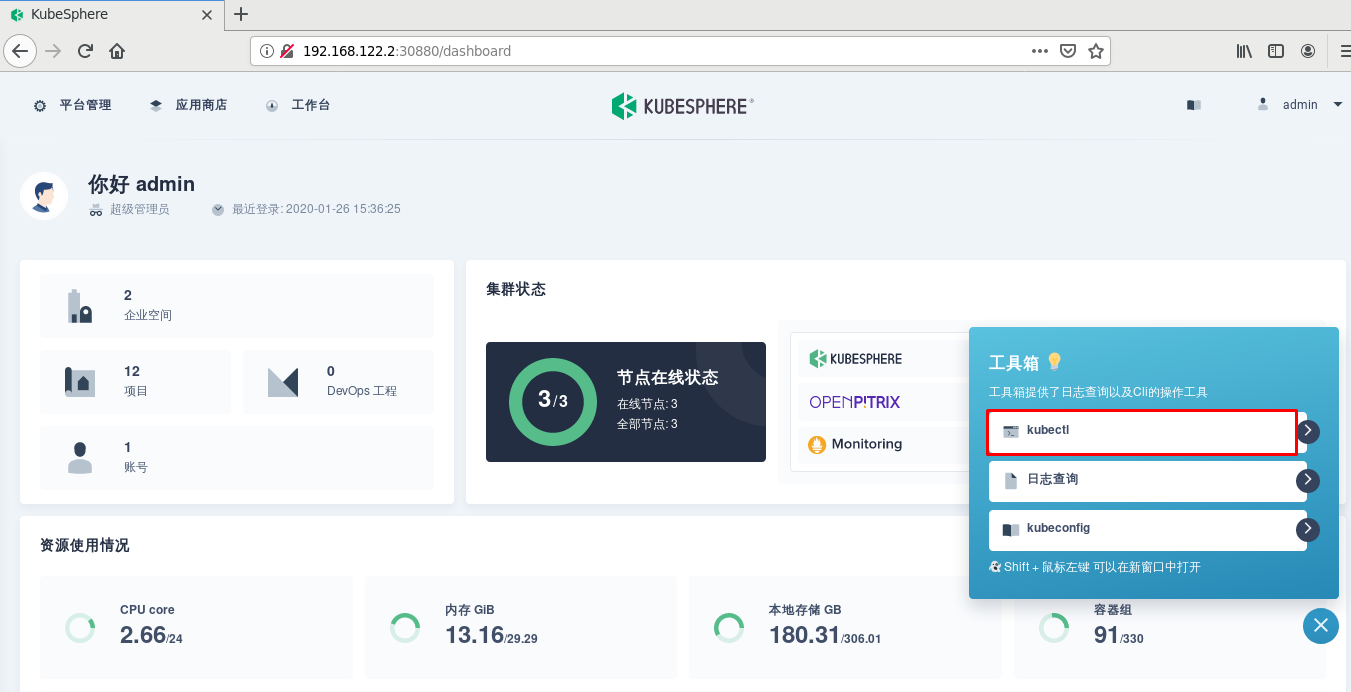 KubeSphere
192.168.122.2:30880/dashboard
平台管理
应用商店
工作台
KUBESPHERE®
admin
你好 admin
超级管理员
最近登录: 2020-01-26 15:36:25
2
企业空间
12
项目
0
DevOps 工程
1
账号
集群状态
3/3
节点在线状态
在线节点: 3
全部节点: 3
KUBESPHERE
OPENPITRIX
Monitoring
工具箱
工具箱提供了日志查询以及Cli的操作工具
kubectl
日志查询
kubeconfig
Shift + 鼠标左键 可以在新窗口中打开
资源使用情况
CPU core
2.66/24
内存 GiB
13.16/29.29
本地存储 GB
180.31/306.01
容器组
91/330